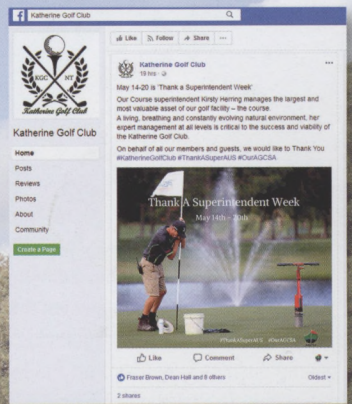 Katherine Golf Club
Like Follow Share ...
KGC NT
Katherine Golf Club
Katherine Golf Club
Home
Posts
Reviews
Photos
About
Community
Create a Page
Katherine Golf Club
19 hrs
May 14-20 is 'Thank a Superintendent Week'
Our Course superintendent Kirsty Herring manages the largest and
most valuable asset of our golf facility – the course.
A living, breathing and constantly evolving natural environment, her
expert management at all levels is critical to the success and viability of
the Katherine Golf Club.
On behalf of all our members and guests, we would like to Thank You
#KatherineGolfClub #ThankASuperAUS #OurAGCSA
Thank A Superintendent Week
May 14th - 20th
#ThankASuperAUS #OurAGCSA
Like Comment Share
Fraser Brown, Dean Hall and 8 others Oldest
3 shares